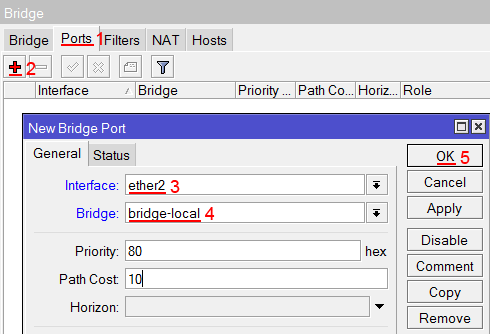 Bridge
Bridge Ports 1 Filters NAT Hosts
2
Interface Bridge Priority ... Path Co... Horiz... Role
New Bridge Port
General Status
OK 5
Interface: ether2 3
Cancel
Bridge: bridge-local 4
Apply
Priority: 80 hex
Disable
Path Cost: 10
Comment
Horizon:
Copy
Remove